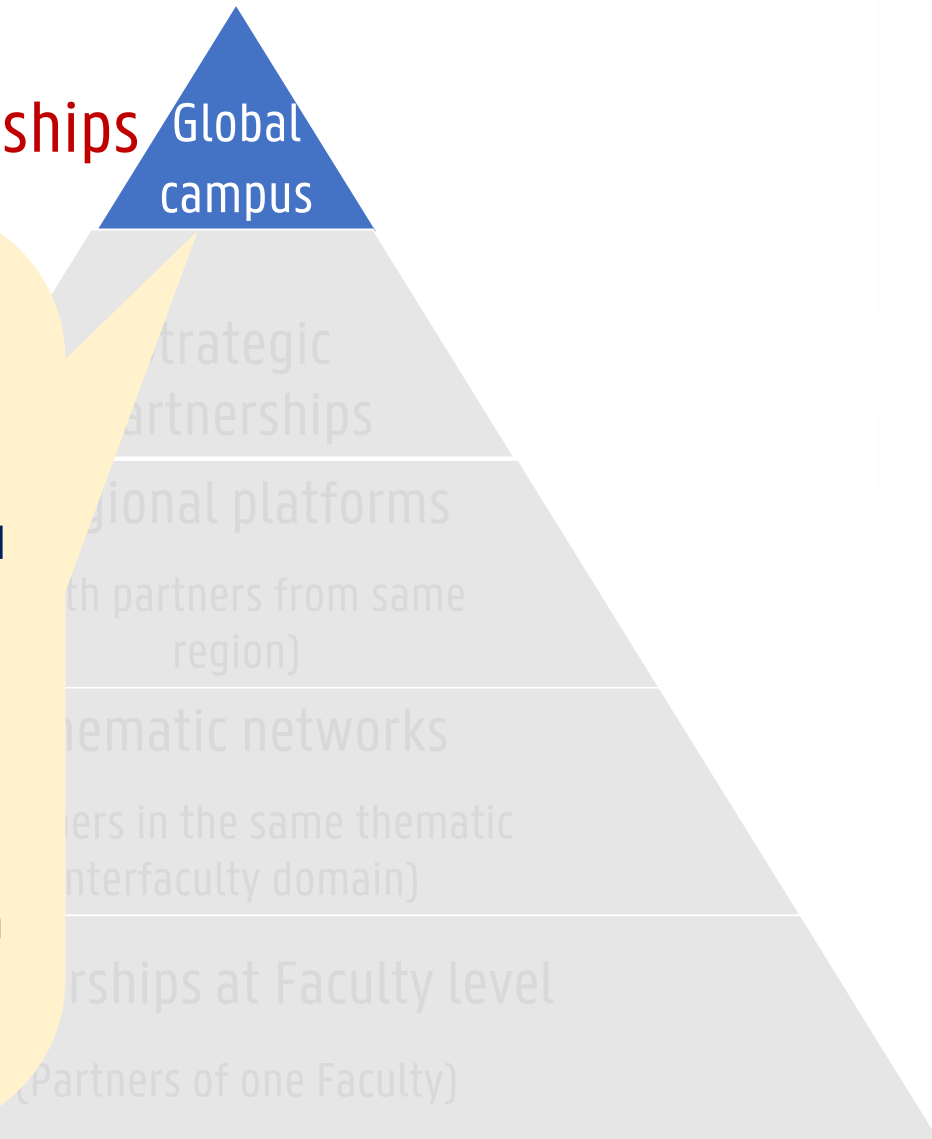 ships
Global
campus
trategic
artnerships
gional platforms
th partners from same
region)
ematic networks
ers in the same thematic
nterfaculty domain)
rships at Faculty level
(Partners of one Faculty)